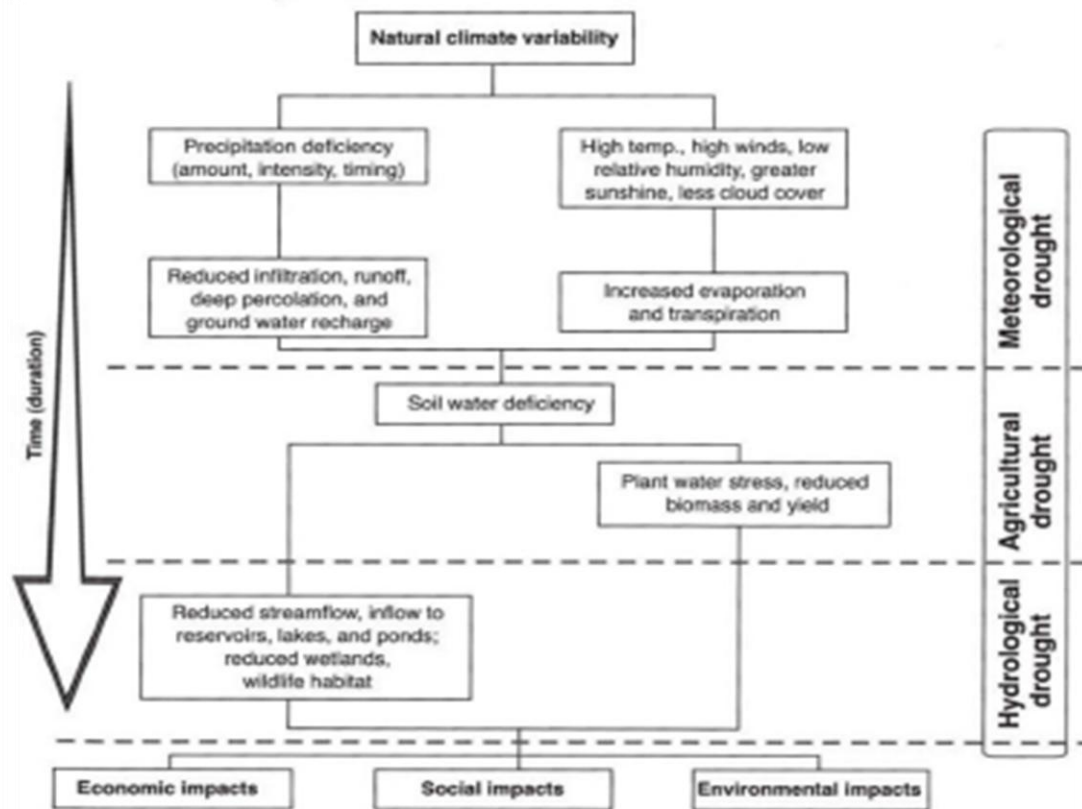 Natural climate variability
Precipitation deficiency
(amount, intensity, timing)
High temp., high winds, low
relative humidity, greater
sunshine, less cloud cover
Reduced infiltration, runoff,
deep percolation, and
ground water recharge
Increased evaporation
and transpiration
Meteorological
drought
Time (duration)
Soil water deficiency
Plant water stress, reduced
biomass and yield
Agricultural
drought
Reduced streamflow, inflow to
reservoirs, lakes, and ponds;
reduced wetlands,
wildlife habitat
Hydrological
drought
Economic impacts
Social impacts
Environmental impacts